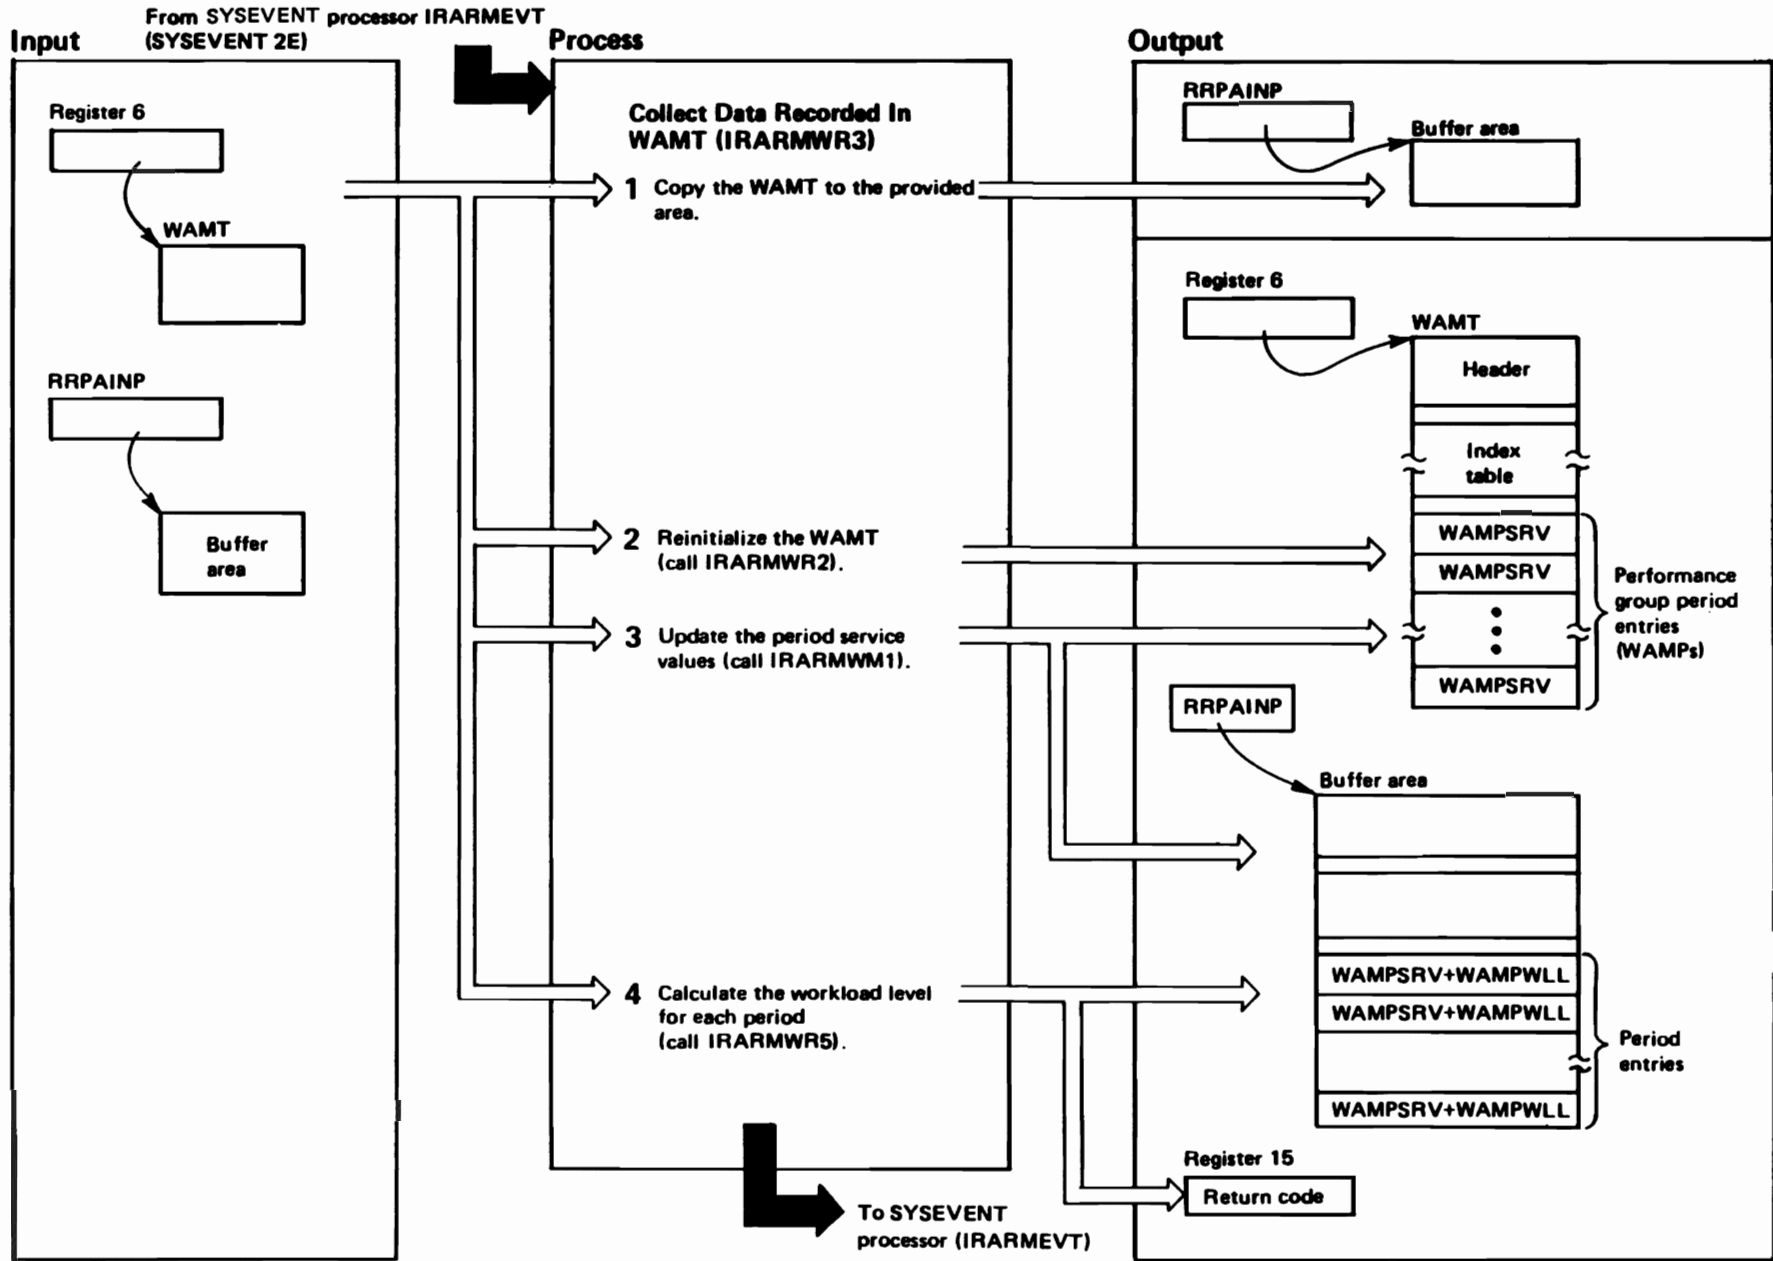 From SYSEVENT processor IRARMEVT
(SYSEVENT 2E)
Input
Process
Output
Register 6
WAMT
RRPAINP
Buffer
area
Collect Data Recorded In
WAMT (IRARMWR3)
1 Copy the WAMT to the provided
area.
2 Reinitialize the WAMT
(call IRARMWR2).
3 Update the period service
values (call IRARMWM1).
4 Calculate the workload level
for each period
(call IRARMWR5).
To SYSEVENT
processor (IRARMEVT)
RRPAINP
Buffer area
Register 6
WAMT
Header
Index
table
WAMPSRV
WAMPSRV
WAMPSRV
Performance
group period
entries
(WAMPs)
RRPAINP
Buffer area
WAMPSRV+WAMPWLL
WAMPSRV+WAMPWLL
WAMPSRV+WAMPWLL
Period
entries
Register 15
Return code